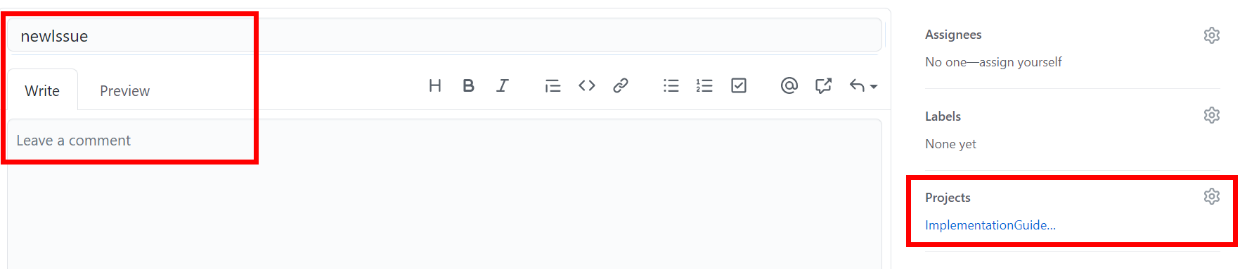 newIssue
Write Preview
Leave a comment
Assignees
No one—assign yourself
Labels
None yet
Projects
ImplementationGuide...